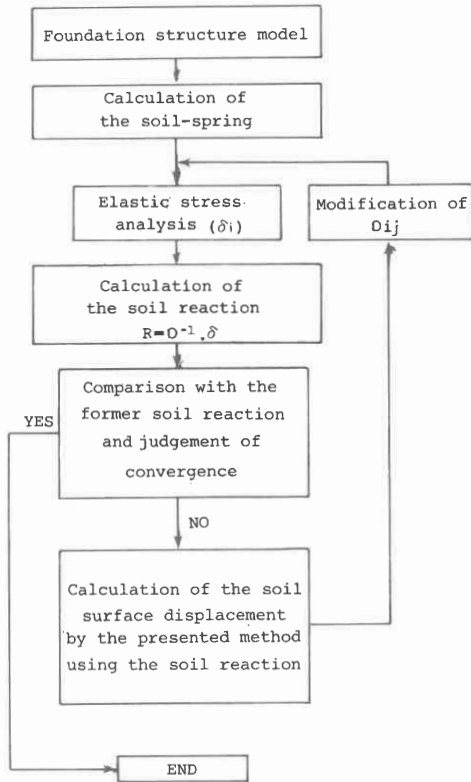 Foundation structure model
Calculation of
the soil-spring
Elastic stress
analysis (δi)
Modification of
Dij
Calculation of
the soil reaction
R=D⁻¹.δ
Comparison with the
former soil reaction
and judgement of
convergence
YES
NO
Calculation of the soil
surface displacement
by the presented method
using the soil reaction
END